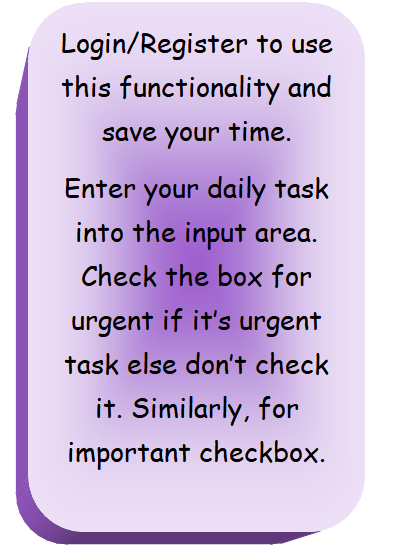 Login/Register to use
this functionality and
save your time.
Enter your daily task
into the input area.
Check the box for
urgent if it's urgent
task else don't check
it. Similarly, for
important checkbox.